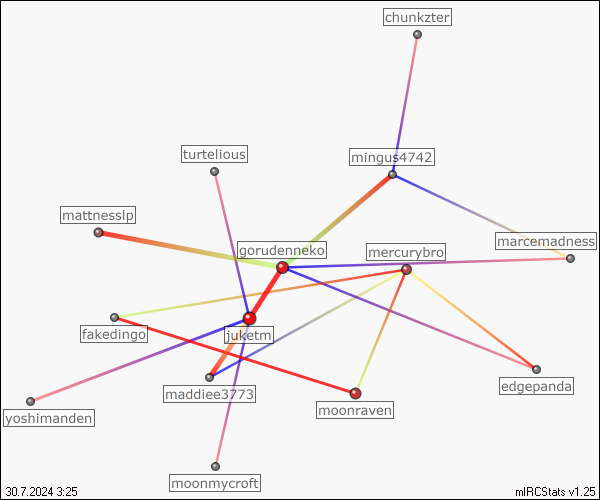 chunkzter
turtelious
mingus4742
mattnesslp
gorudenneko
mercurybro
marcemadness
fakedingo
juketm
maddiee3773
edgepanda
moonraven
yoshimanden
moonmycroft
30.7.2024 3:25
mIRCStats v1.25